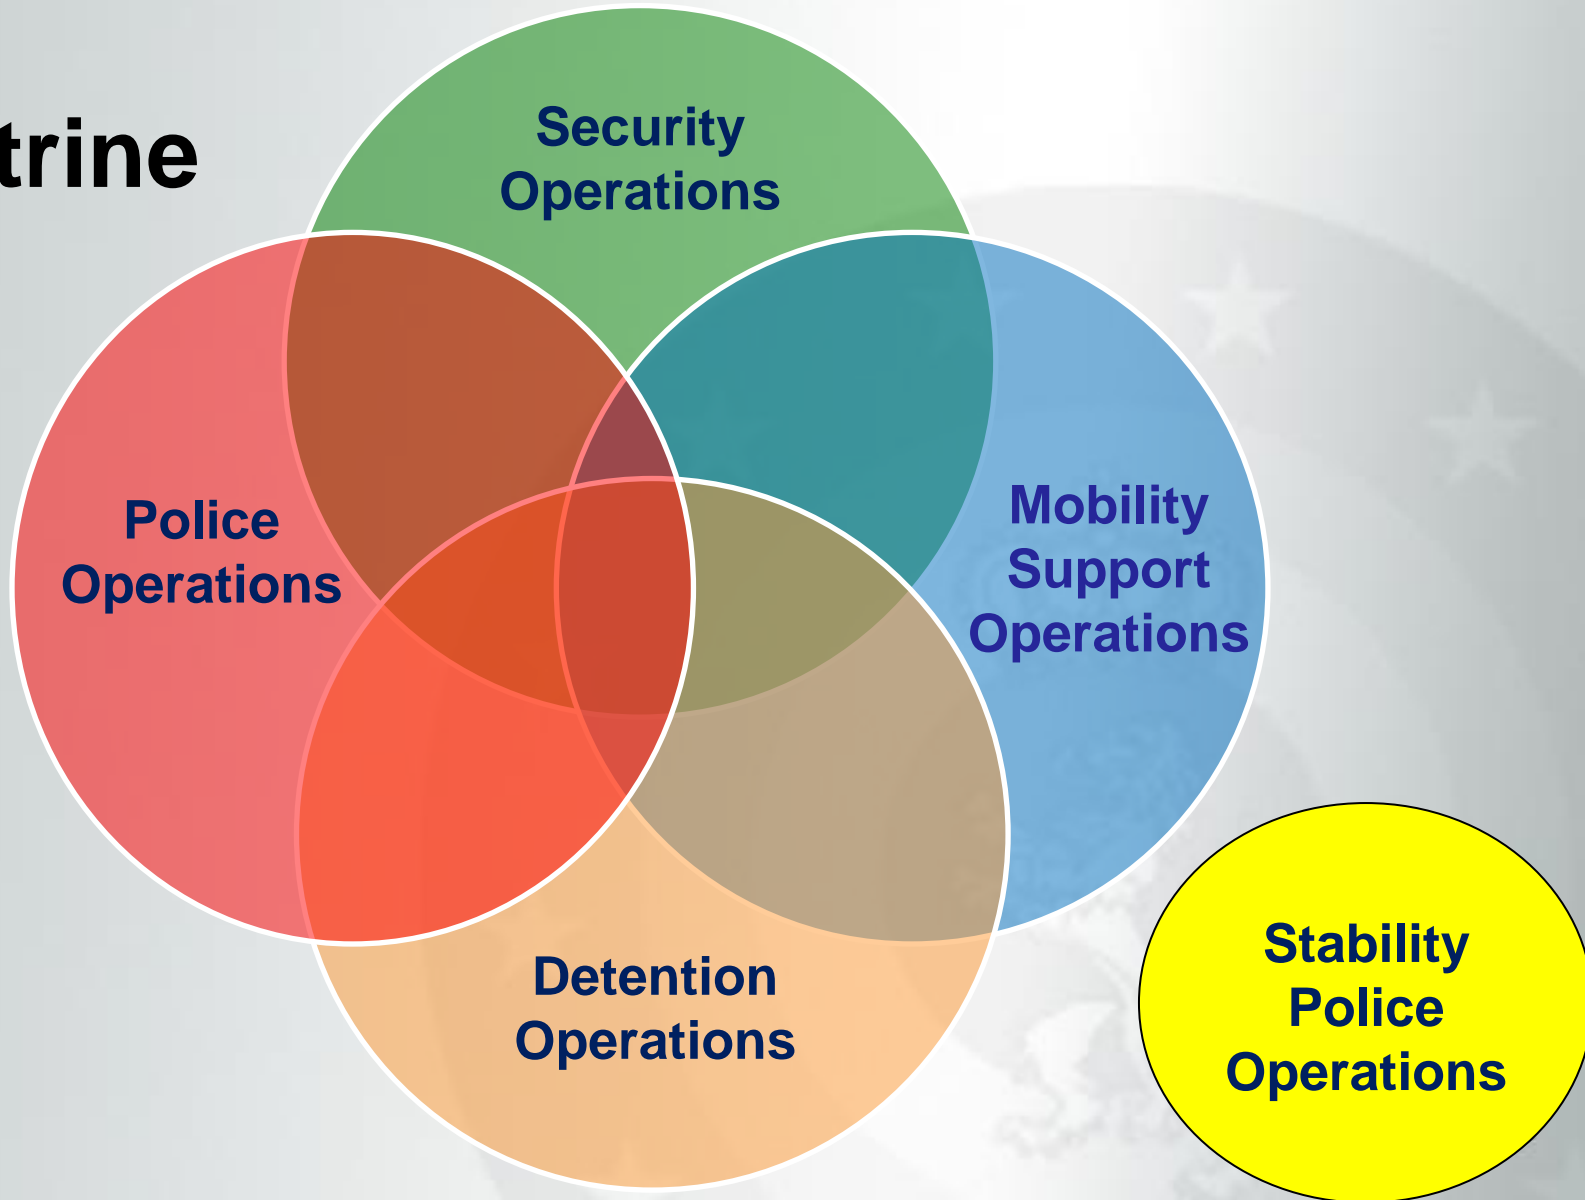 trine
Security
Operations
Police
Operations
Mobility
Support
Operations
Detention
Operations
Stability
Police
Operations